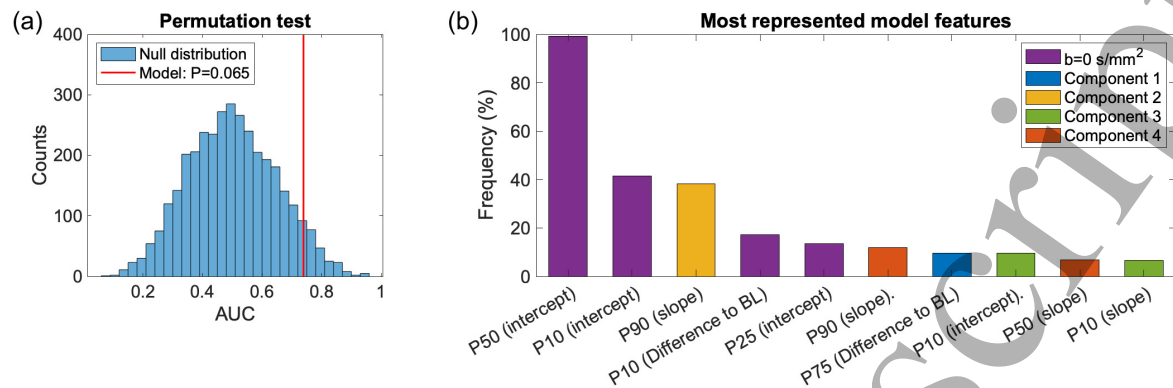 (a)
Permutation test
400
300
200
100
0
Counts
Null distribution
Model: P=0.065
0.2
0.4
0.6
0.8
1
AUC
(b)
Most represented model features
100
80
60
40
20
0
Frequency (%)
b=0 s/mm²
Component 1
Component 2
Component 3
Component 4
P50 (intercept)
P10 (intercept)
P90 (slope)
P10 (Difference to BL)
P25 (intercept)
P90 (slope).
P75 (Difference to BL)
P10 (intercept).
P50 (slope)
P10 (slope)
scrip